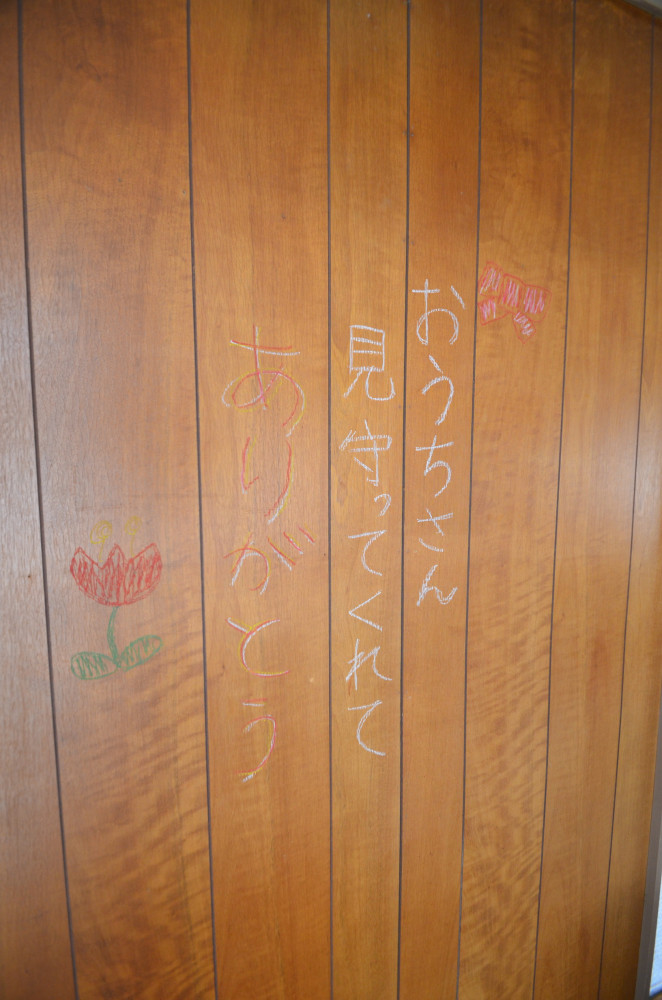 おうちさん
見守ってくれて
ありがとう